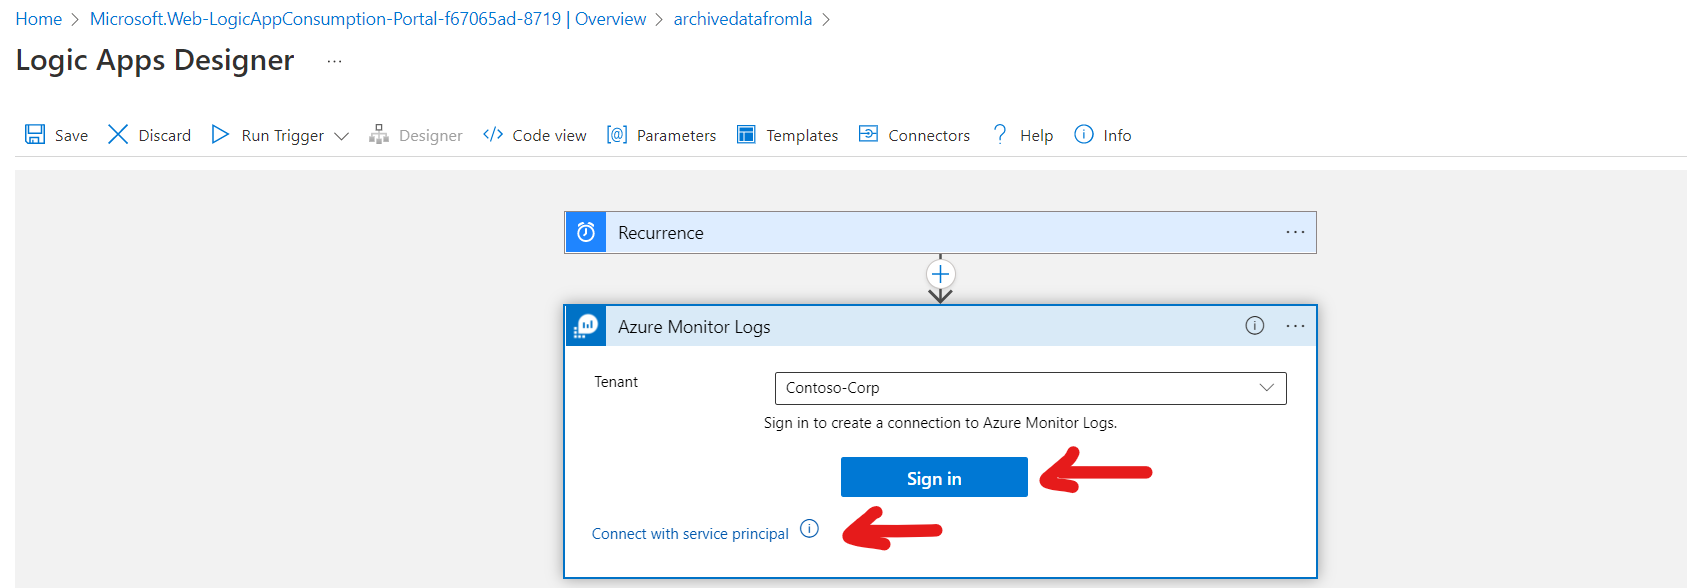 Home > Microsoft.Web-LogicAppConsumption-Portal-f67065ad-8719 | Overview > archivedatafromla >
Logic Apps Designer ...
Save Discard Run Trigger Designer </> Code view [@] Parameters Templates Connectors ? Help Info
Recurrence ...
Azure Monitor Logs ...
Tenant Contoso-Corp
Sign in to create a connection to Azure Monitor Logs.
Sign in
Connect with service principal